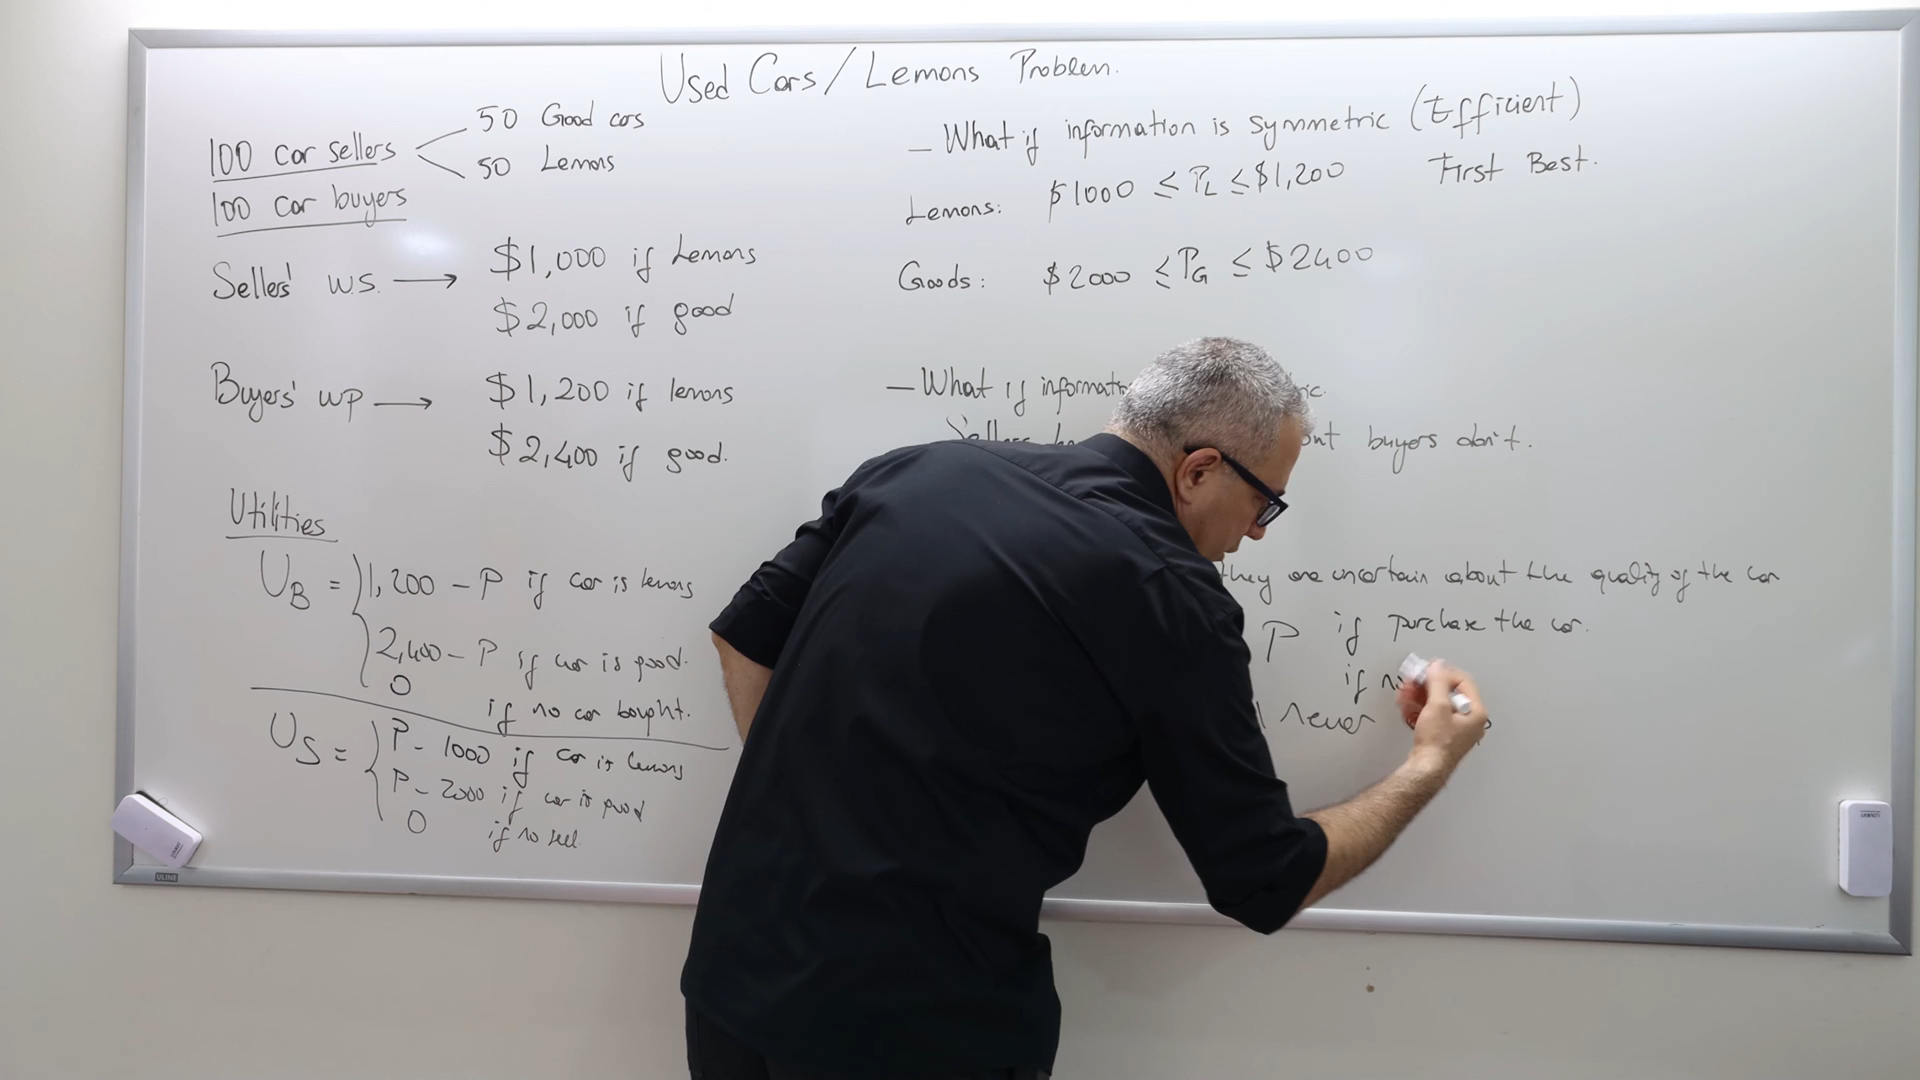 Used Cars / Lemons Problem.
100 car sellers
50 Good cars
50 Lemons
100 car buyers
Sellers' W.S. →
$1,000 if Lemons
$2,000 if good
Buyers' WP →
$1,200 if lemons
$2,400 if good.
Utilities
U_B = 1,200 - P if car is lemons
2,400 - P if car is good.
0 if no car bought.
U_S = P - 1000 if car is lemons
P - 2000 if car is good
0 if no sell
- What if information is symmetric (Efficient)
First Best.
Lemons: $1000 ≤ P_L ≤ $1,200
Goods: $2000 ≤ P_G ≤ $2400
- What if
buyers don't.
they are uncertain about the quality of the car
P if purchase the car.
if
never
ULINE